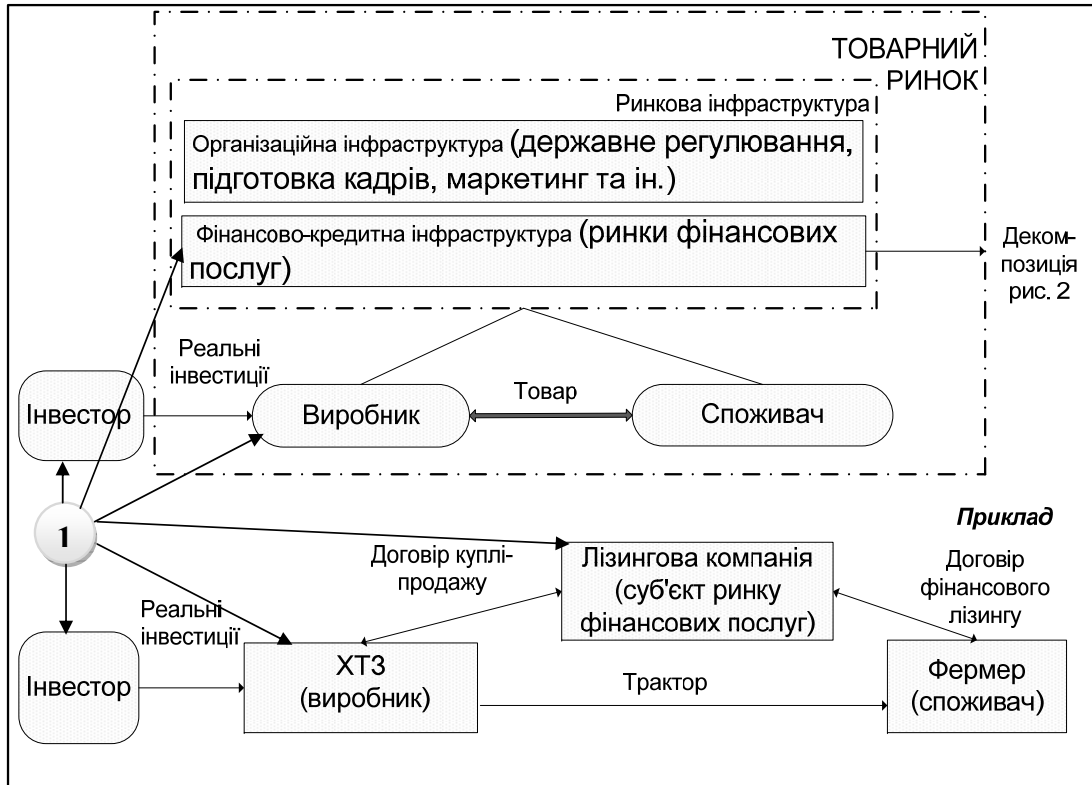 ТОВАРНИЙ
РИНОК
Ринкова інфраструктура
Організаційна інфраструктура (державне регулювання,
підготовка кадрів, маркетинг та ін.)
Фінансово-кредитна інфраструктура (ринки фінансових
послуг)
Деком-
позиція
рис. 2
Реальні
інвестиції
Інвестор
Виробник
Товар
Споживач
1
Приклад
Договір куплі-
продажу
Лізингова компанія
(суб'єкт ринку
фінансових послуг)
Договір
фінансового
лізингу
Реальні
інвестиції
Інвестор
ХТЗ
(виробник)
Трактор
Фермер
(споживач)